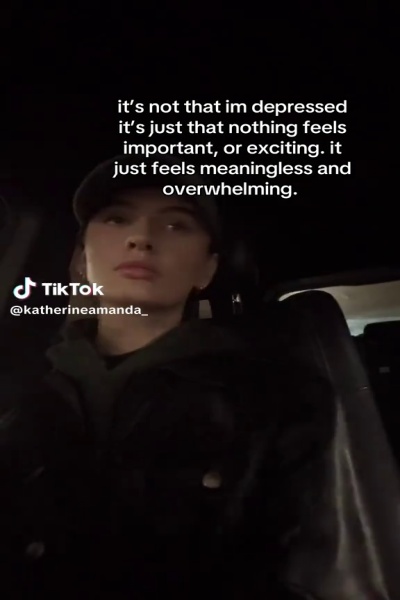 it's not that im depressed
it's just that nothing feels
important, or exciting. it
just feels meaningless and
overwhelming.
TikTok
@katherineamanda_